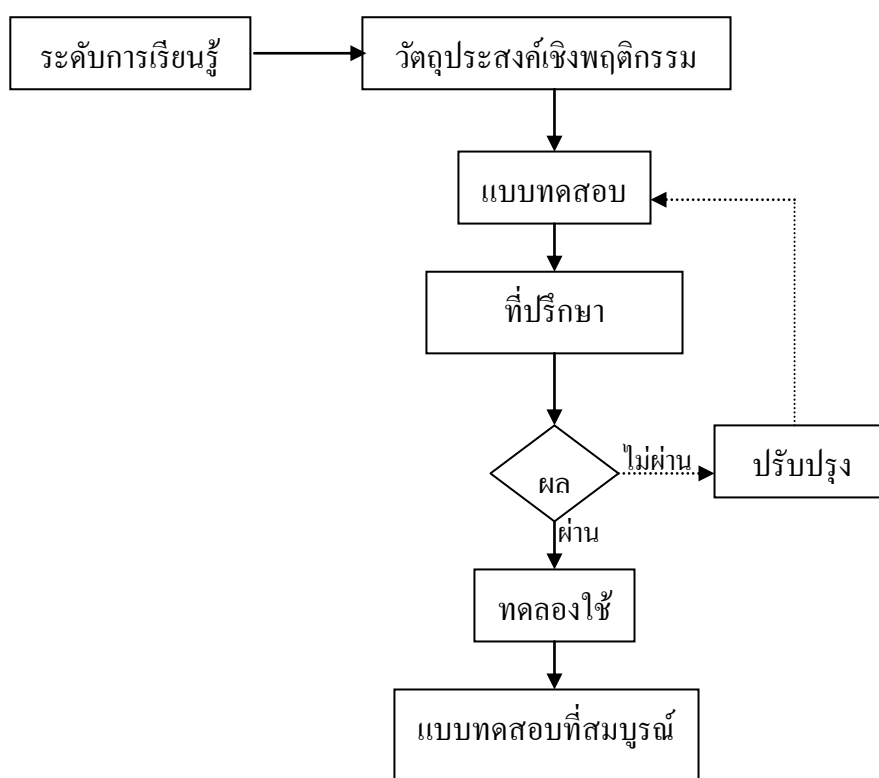 ระดับการเรียนรู้
วัตถุประสงค์เชิงพฤติกรรม
แบบทดสอบ
ที่ปรึกษา
ผล
ไม่ผ่าน
ปรับปรุง
ผ่าน
ทดลองใช้
แบบทดสอบที่สมบูรณ์